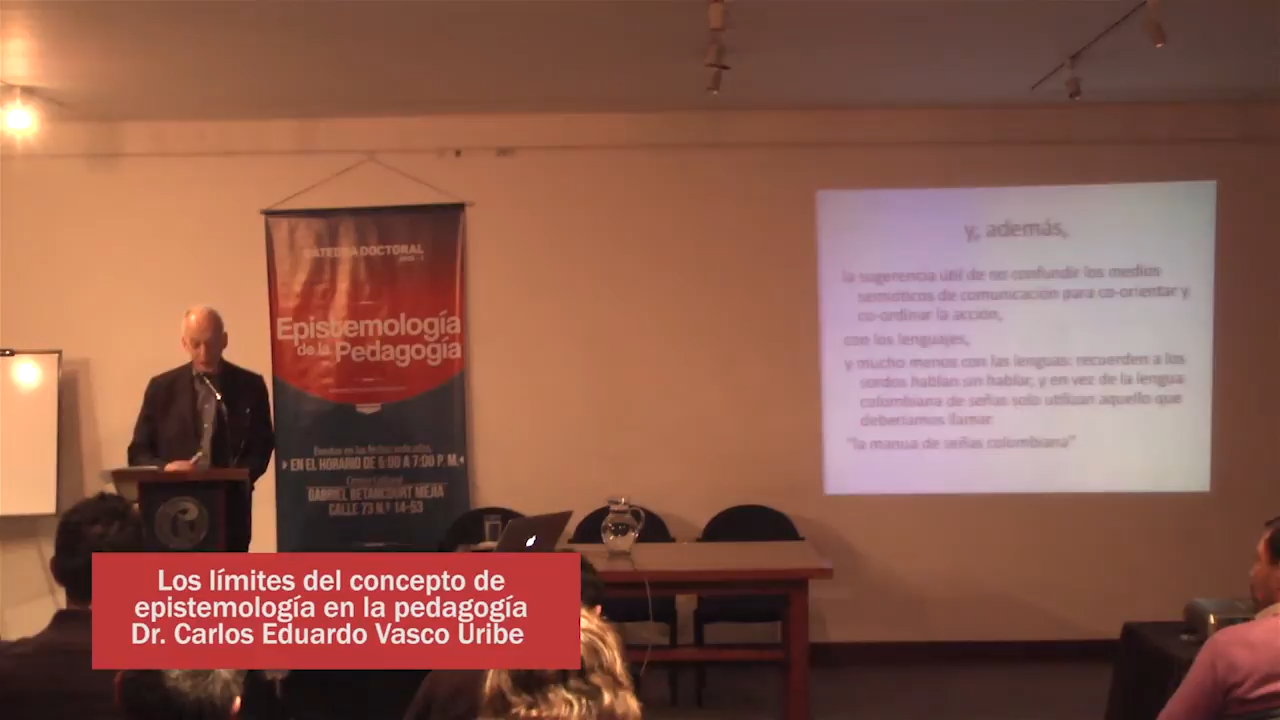 CÁTEDRA DOCTORAL
Epistemología
de la Pedagogía
EN EL HORARIO DE 6:00 A 7:00 P.M.
GABRIEL BETANCOURT MEJÍA
CALLE 73 N.º 14-53
y, además,
la sugerencia útil de no confundir los medios
semióticos de comunicación para co-orientar y
co-ordinar la acción,
con los lenguajes,
y mucho menos con las lenguas: recuerden a los
sordos hablan sin hablar, y en vez de la lengua
colombiana de señas solo utilizan aquello que
deberíamos llamar
"la manua de señas colombiana"
Los límites del concepto de
epistemología en la pedagogía
Dr. Carlos Eduardo Vasco Uribe